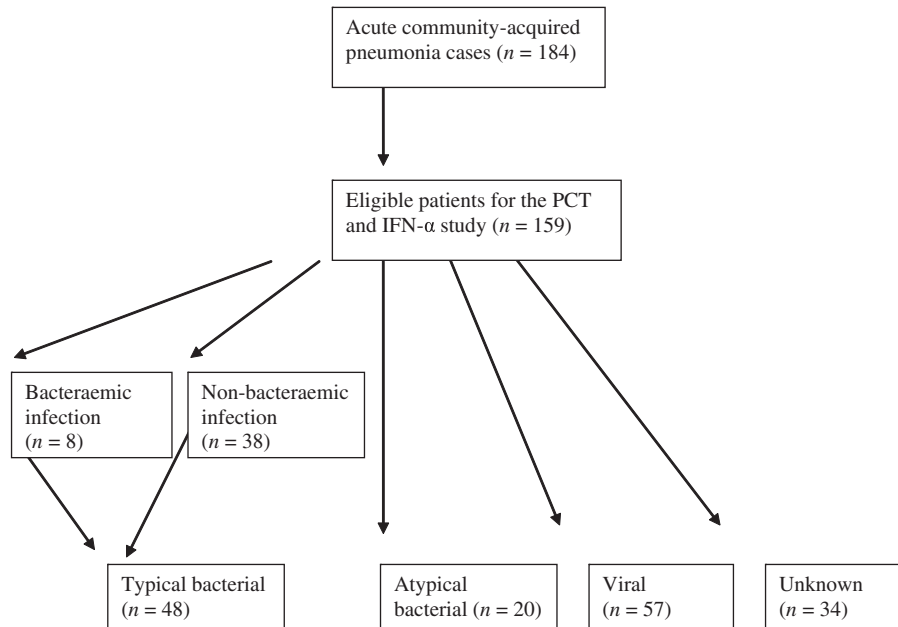 Acute community-acquired
pneumonia cases (n = 184)
Eligible patients for the PCT
and IFN-α study (n = 159)
Bacteraemic
infection
(n = 8)
Non-bacteraemic
infection
(n = 38)
Typical bacterial
(n = 48)
Atypical
bacterial (n = 20)
Viral
(n = 57)
Unknown
(n = 34)